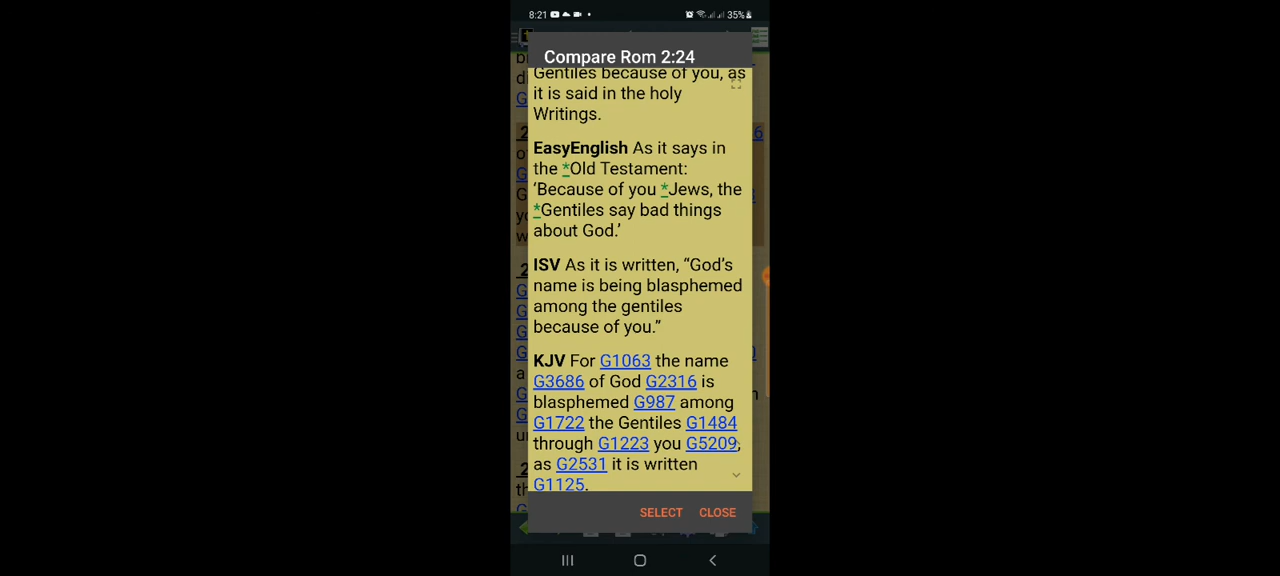 8:21
35%
Compare Rom 2:24
Gentiles because of you, as
it is said in the holy
Writings.
EasyEnglish As it says in
the *Old Testament:
‘Because of you *Jews, the
*Gentiles say bad things
about God.’
ISV As it is written, “God’s
name is being blasphemed
among the gentiles
because of you.”
KJV For G1063 the name
G3686 of God G2316 is
blasphemed G987 among
G1722 the Gentiles G1484
through G1223 you G5209,
as G2531 it is written
G1125.
SELECT CLOSE